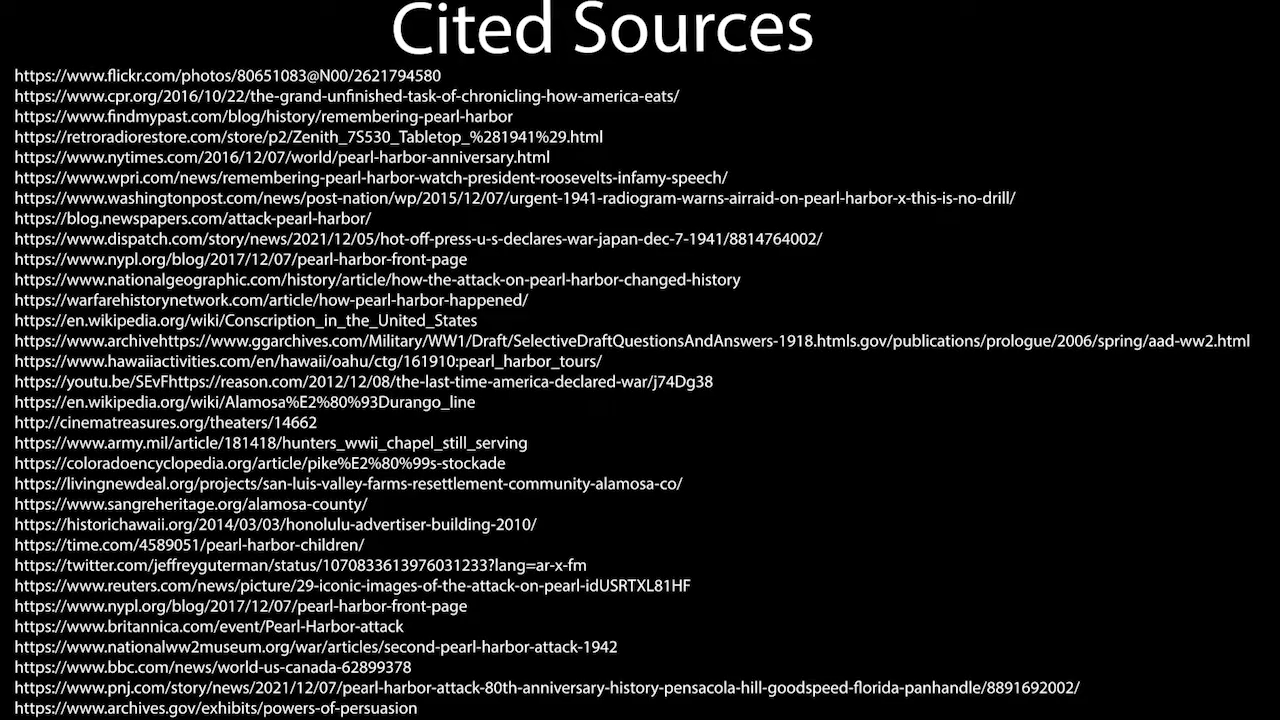 Cited Sources
https://www.flickr.com/photos/80651083@N00/2621794580
https://www.cpr.org/2016/10/22/the-grand-unfinished-task-of-chronicling-how-america-eats/
https://www.findmypast.com/blog/history/remembering-pearl-harbor
https://retroradiorestore.com/store/p2/Zenith_7S530_Tabletop_%281941%29.html
https://www.nytimes.com/2016/12/07/world/pearl-harbor-anniversary.html
https://www.wpri.com/news/remembering-pearl-harbor-watch-president-roosevelts-infamy-speech/
https://www.washingtonpost.com/news/post-nation/wp/2015/12/07/urgent-1941-radiogram-warns-airraid-on-pearl-harbor-x-this-is-no-drill/
https://blog.newspapers.com/attack-pearl-harbor/
https://www.dispatch.com/story/news/2021/12/05/hot-off-press-u-s-declares-war-japan-dec-7-1941/8814764002/
https://www.nypl.org/blog/2017/12/07/pearl-harbor-front-page
https://www.nationalgeographic.com/history/article/how-the-attack-on-pearl-harbor-changed-history
https://warfarehistorynetwork.com/article/how-pearl-harbor-happened/
https://en.wikipedia.org/wiki/Conscription_in_the_United_States
https://www.archivehttps://www.ggarchives.com/Military/WW1/Draft/SelectiveDraftQuestionsAndAnswers-1918.htmls.gov/publications/prologue/2006/spring/aad-ww2.html
https://www.hawaiiactivities.com/en/hawaii/oahu/ctg/161910:pearl_harbor_tours/
https://youtu.be/SEvFhttps://reason.com/2012/12/08/the-last-time-america-declared-war/j74Dg38
https://en.wikipedia.org/wiki/Alamosa%E2%80%93Durango_line
http://cinematreasures.org/theaters/14662
https://www.army.mil/article/181418/hunters_wwii_chapel_still_serving
https://coloradoencyclopedia.org/article/pike%E2%80%99s-stockade
https://livingnewdeal.org/projects/san-luis-valley-farms-resettlement-community-alamosa-co/
https://www.sangreheritage.org/alamosa-county/
https://historichawaii.org/2014/03/03/honolulu-advertiser-building-2010/
https://time.com/4589051/pearl-harbor-children/
https://twitter.com/jeffreyguterman/status/1070833613976031233?lang=ar-x-fm
https://www.reuters.com/news/picture/29-iconic-images-of-the-attack-on-pearl-idUSRTXL81HF
https://www.nypl.org/blog/2017/12/07/pearl-harbor-front-page
https://www.britannica.com/event/Pearl-Harbor-attack
https://www.nationalww2museum.org/war/articles/second-pearl-harbor-attack-1942
https://www.bbc.com/news/world-us-canada-62899378
https://www.pnj.com/story/news/2021/12/07/pearl-harbor-attack-80th-anniversary-history-pensacola-hill-goodspeed-florida-panhandle/8891692002/
https://www.archives.gov/exhibits/powers-of-persuasion